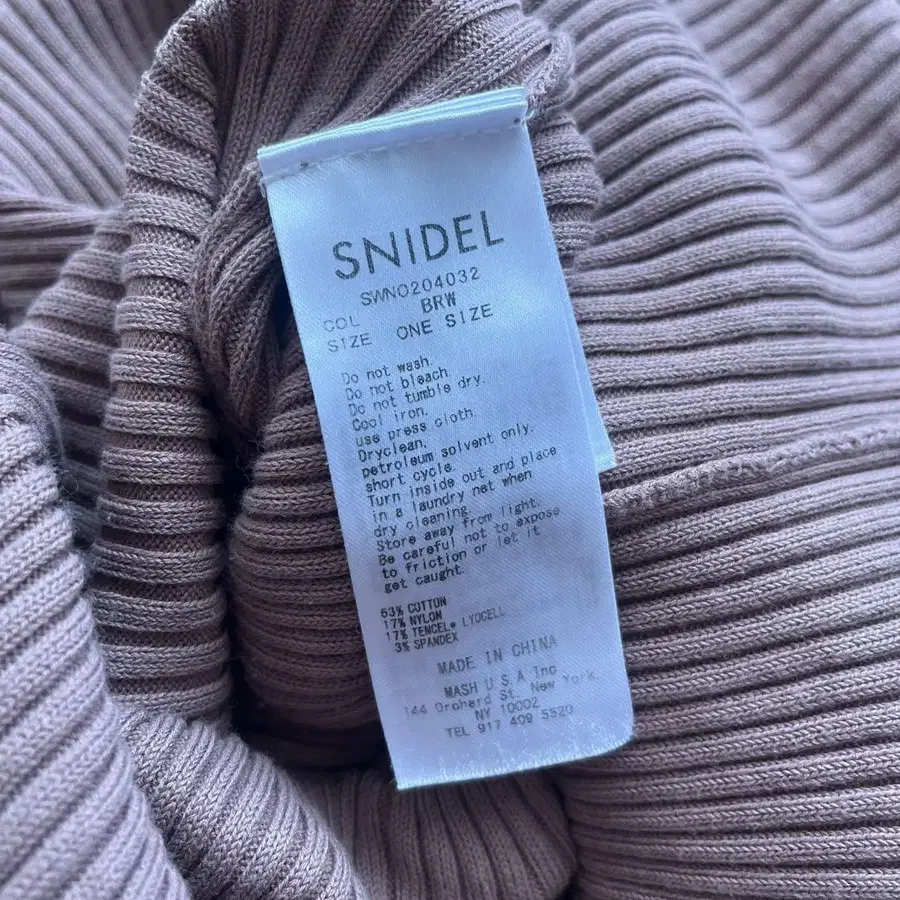 SNIDEL
SWNO204032
COL BRW
SIZE ONE SIZE
Do not wash.
Do not bleach.
Do not tumble dry.
Cool iron.
use press cloth.
Dryclean.
petroleum solvent only.
short cycle.
Turn inside out and place
in a laundry net when
dry cleaning.
Store away from light.
Be careful not to expose
to friction or let it
get caught.
63% COTTON
17% NYLON
17% TENCEL® LYOCELL
3% SPANDEX
MADE IN CHINA
MASH U.S.A Inc
144 Orchard St. New York,
NY 10002
TEL 917 409 5520